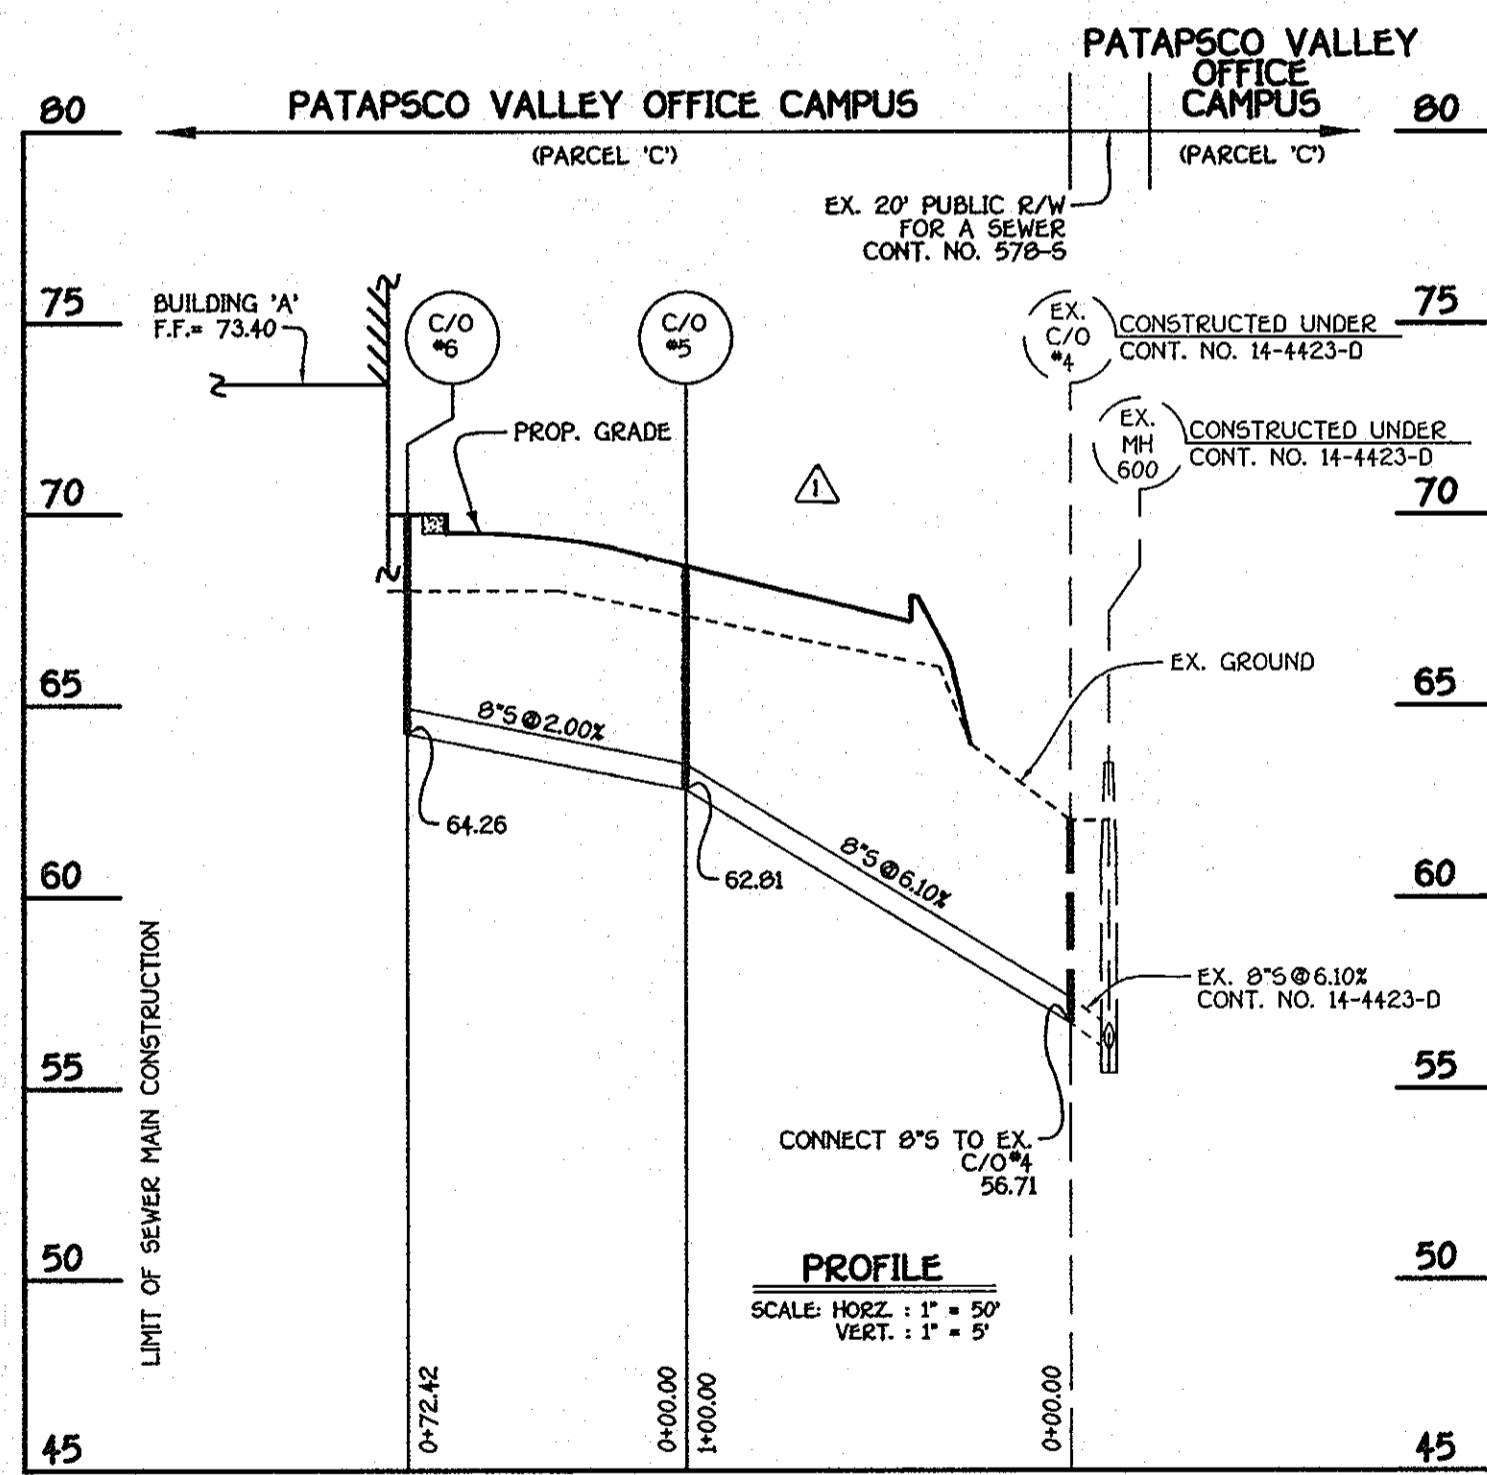 PATAPSCO VALLEY OFFICE CAMPUS
(PARCEL 'C')
PATAPSCO VALLEY
OFFICE
CAMPUS
(PARCEL 'C')
80
80
EX. 20' PUBLIC R/W
FOR A SEWER
CONT. NO. 578-S
75
75
BUILDING 'A'
F.F.= 73.40
C/O
#6
C/O
#5
EX.
C/O
#4
CONSTRUCTED UNDER
CONT. NO. 14-4423-D
EX.
MH
600
CONSTRUCTED UNDER
CONT. NO. 14-4423-D
PROP. GRADE
1
70
70
EX. GROUND
65
65
8"S @ 2.00%
64.26
62.81
8"S @ 6.10%
60
60
EX. 8"S @ 6.10%
CONT. NO. 14-4423-D
55
55
LIMIT OF SEWER MAIN CONSTRUCTION
CONNECT 8"S TO EX.
C/O #4
56.71
50
50
PROFILE
SCALE: HORZ. : 1" = 50'
VERT. : 1" = 5'
0+72.42
0+00.00
1+00.00
0+00.00
45
45